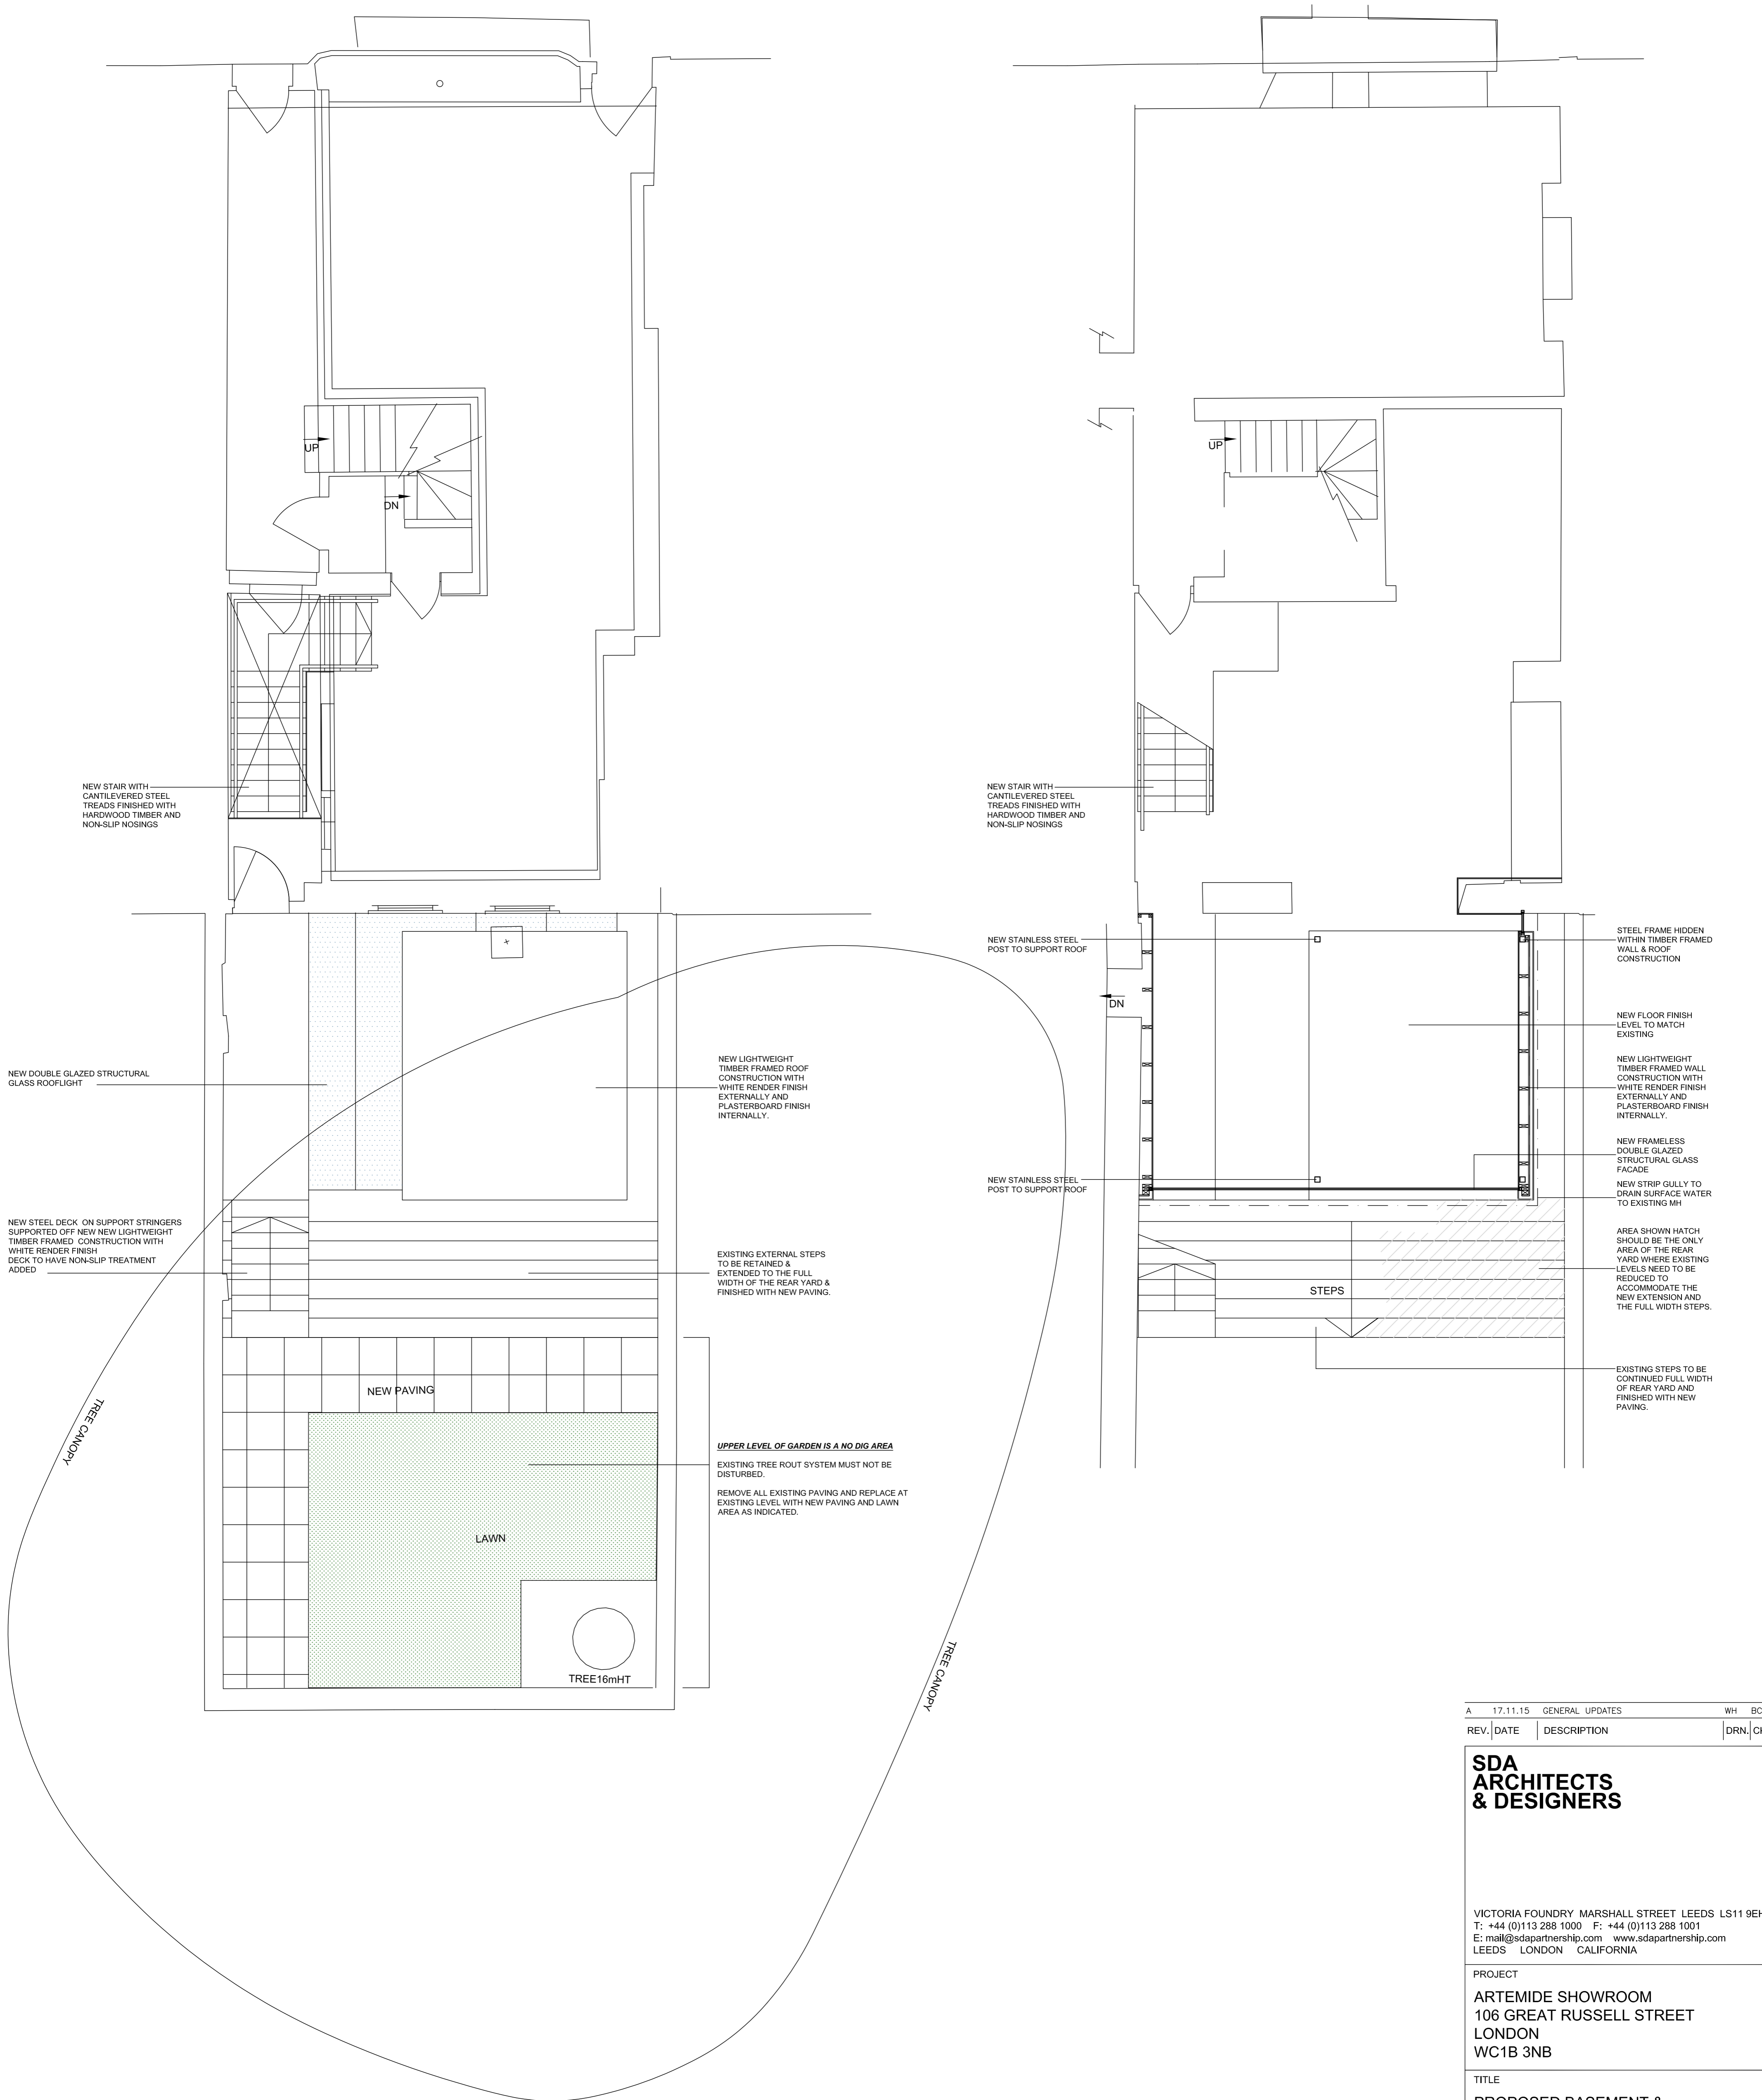 UP
DN
NEW STAIR WITH
CANTILEVERED STEEL
TREADS FINISHED WITH
HARDWOOD TIMBER AND
NON-SLIP NOSINGS
NEW DOUBLE GLAZED STRUCTURAL
GLASS ROOFLIGHT
NEW LIGHTWEIGHT
TIMBER FRAMED ROOF
CONSTRUCTION WITH
WHITE RENDER FINISH
EXTERNALLY AND
PLASTERBOARD FINISH
INTERNALLY.
NEW STEEL DECK ON SUPPORT STRINGERS
SUPPORTED OFF NEW NEW LIGHTWEIGHT
TIMBER FRAMED CONSTRUCTION WITH
WHITE RENDER FINISH
DECK TO HAVE NON-SLIP TREATMENT
ADDED
EXISTING EXTERNAL STEPS
TO BE RETAINED &
EXTENDED TO THE FULL
WIDTH OF THE REAR YARD &
FINISHED WITH NEW PAVING.
NEW PAVING
TREE CANOPY
UPPER LEVEL OF GARDEN IS A NO DIG AREA
EXISTING TREE ROUT SYSTEM MUST NOT BE
DISTURBED.
REMOVE ALL EXISTING PAVING AND REPLACE AT
EXISTING LEVEL WITH NEW PAVING AND LAWN
AREA AS INDICATED.
LAWN
TREE16mHT
TREE CANOPY
UP
NEW STAIR WITH
CANTILEVERED STEEL
TREADS FINISHED WITH
HARDWOOD TIMBER AND
NON-SLIP NOSINGS
NEW STAINLESS STEEL
POST TO SUPPORT ROOF
DN
NEW STAINLESS STEEL
POST TO SUPPORT ROOF
STEEL FRAME HIDDEN
WITHIN TIMBER FRAMED
WALL & ROOF
CONSTRUCTION
NEW FLOOR FINISH
LEVEL TO MATCH
EXISTING
NEW LIGHTWEIGHT
TIMBER FRAMED WALL
CONSTRUCTION WITH
WHITE RENDER FINISH
EXTERNALLY AND
PLASTERBOARD FINISH
INTERNALLY.
NEW FRAMELESS
DOUBLE GLAZED
STRUCTURAL GLASS
FACADE
NEW STRIP GULLY TO
DRAIN SURFACE WATER
TO EXISTING MH
AREA SHOWN HATCH
SHOULD BE THE ONLY
AREA OF THE REAR
YARD WHERE EXISTING
LEVELS NEED TO BE
REDUCED TO
ACCOMMODATE THE
NEW EXTENSION AND
THE FULL WIDTH STEPS.
STEPS
EXISTING STEPS TO BE
CONTINUED FULL WIDTH
OF REAR YARD AND
FINISHED WITH NEW
PAVING.
A 17.11.15 GENERAL UPDATES WH BC
REV. DATE DESCRIPTION DRN.
SDA
ARCHITECTS
& DESIGNERS
VICTORIA FOUNDRY MARSHALL STREET LEEDS LS11 9EH
T: +44 (0)113 288 1000 F: +44 (0)113 288 1001
E: mail@sdapartnership.com www.sdapartnership.com
LEEDS LONDON CALIFORNIA
PROJECT
ARTEMIDE SHOWROOM
106 GREAT RUSSELL STREET
LONDON
WC1B 3NB
TITLE
PROPOSED BASEMENT &